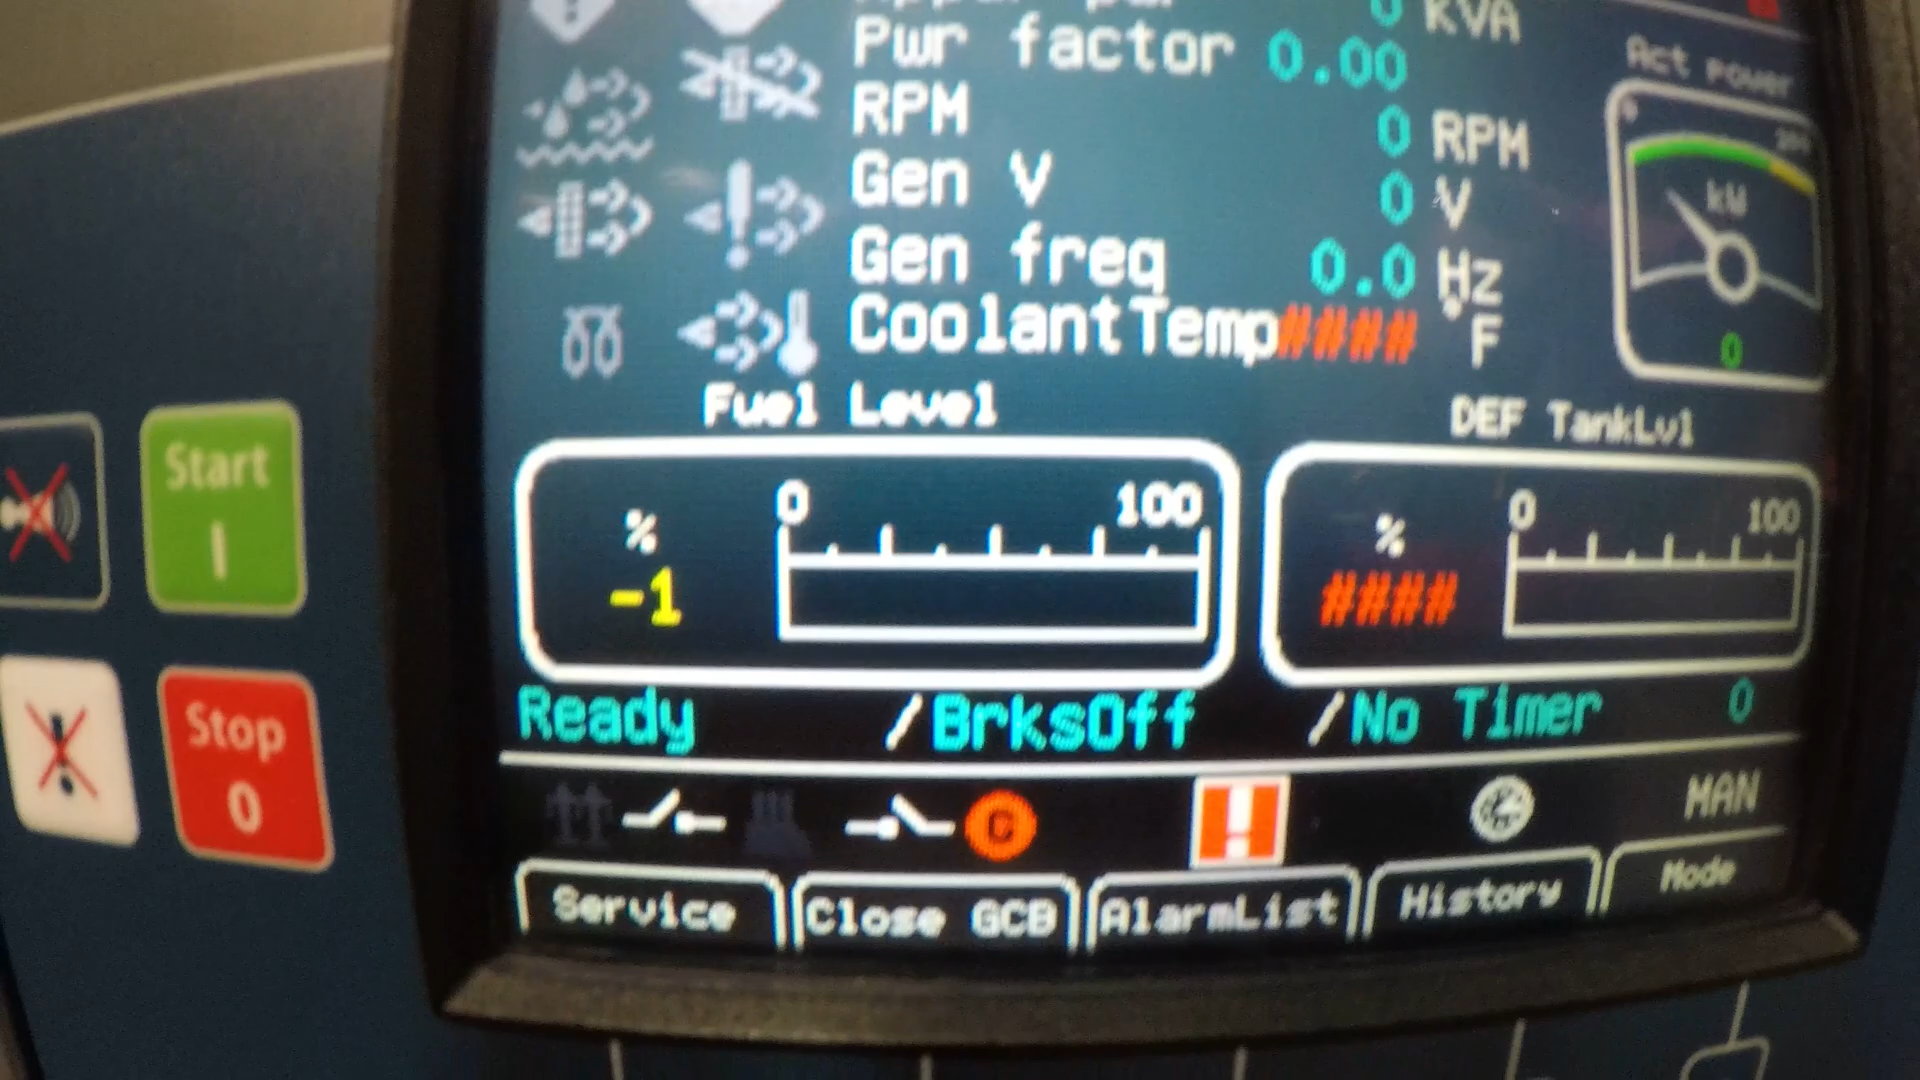 KVA
0
Pwr factor 0.00
RPM 0 RPM
Gen V 0 V
Gen freq 0.0 Hz
CoolantTemp#### °F
Act power
0
kW
0
Fuel Level
% 0 100
-1
DEF TankLvl
% 0 100
####
Ready /BrksOff /No Timer 0
MAN
Service Close GCB AlarmList History Mode
Start
I
Stop
0